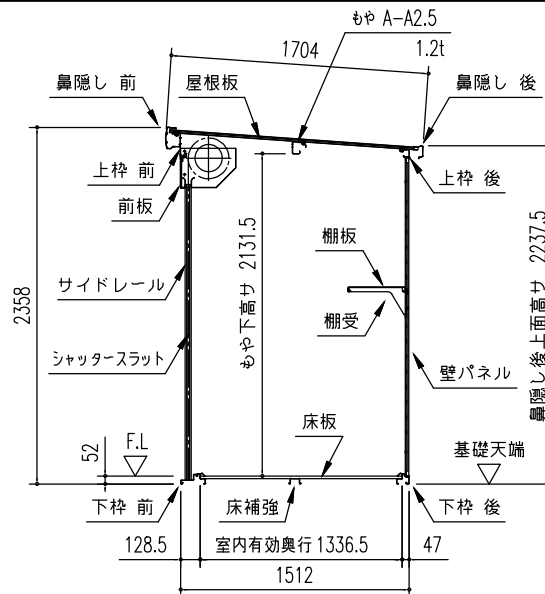 もや A-A2.5
1704
1.2t
鼻隠し 前
屋根板
鼻隠し 後
上枠 前
上枠 後
前板
もや下高サ 2131.5
棚板
サイドレール
棚受
2358
鼻隠し後上面高サ 2237.5
シャッタースラット
壁パネル
床板
F.L
52
基礎天端
下枠 前
床補強
下枠 後
128.5
室内有効奥行 1336.5
47
1512